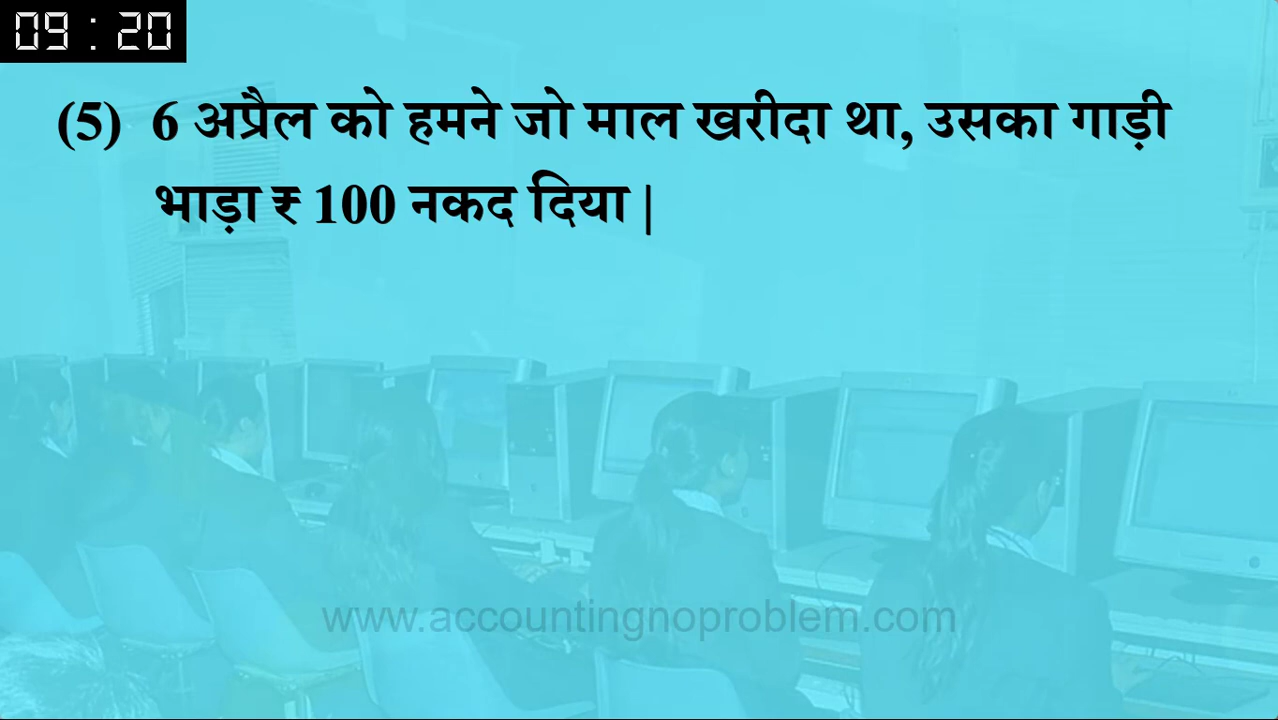 09 : 20
(5) 6 अप्रैल को हमने जो माल खरीदा था, उसका गाड़ी
भाड़ा ₹ 100 नकद दिया |
www.accountingnoproblem.com